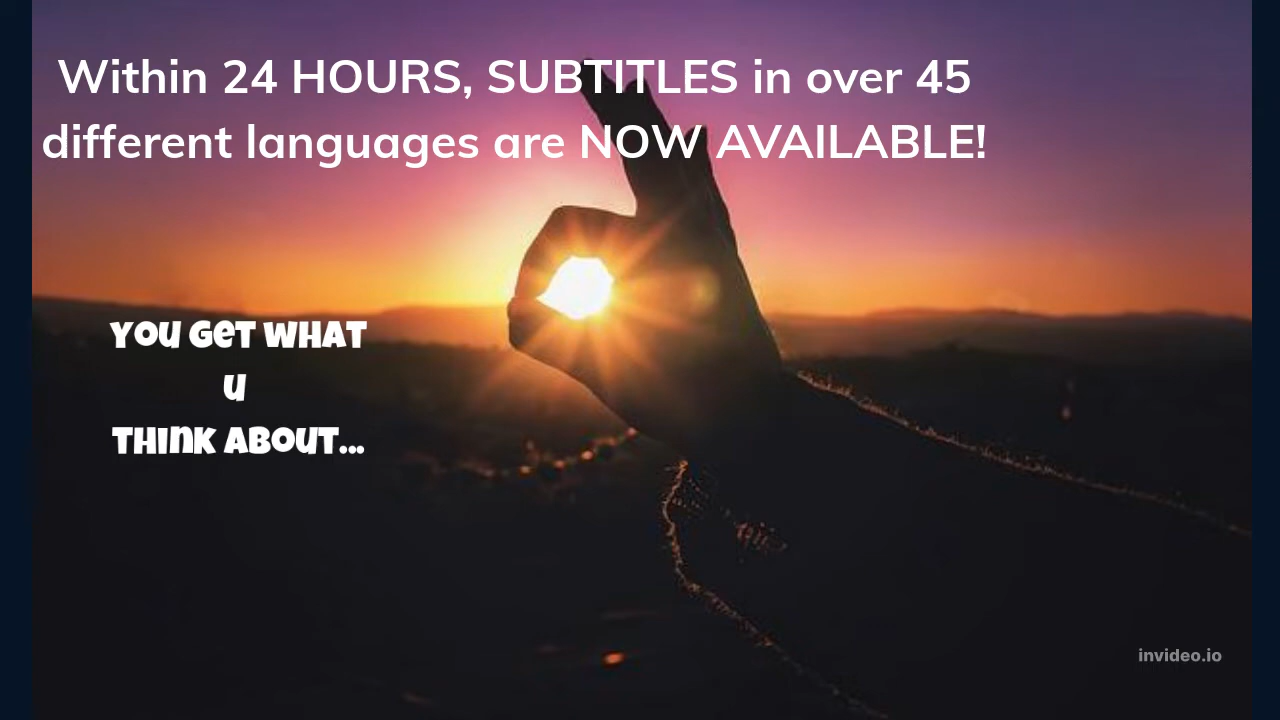 Within 24 HOURS, SUBTITLES in over 45
different languages are NOW AVAILABLE!
You Get What
u
Think About...
invideo.io